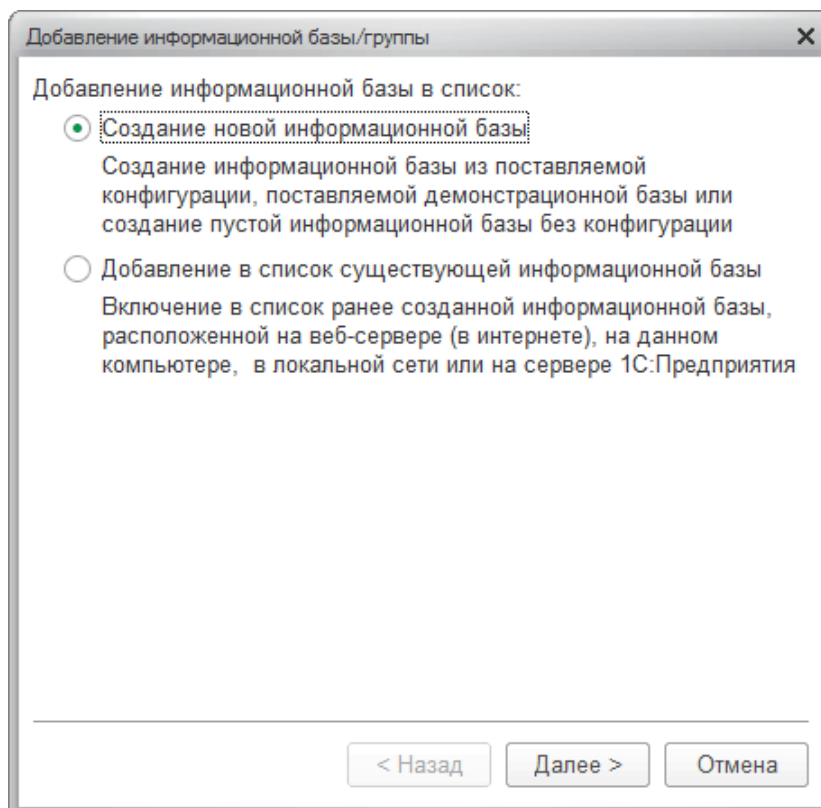 Добавление информационной базы/группы
Добавление информационной базы в список:
Создание новой информационной базы
Создание информационной базы из поставляемой
конфигурации, поставляемой демонстрационной базы или
создание пустой информационной базы без конфигурации
Добавление в список существующей информационной базы
Включение в список ранее созданной информационной базы,
расположенной на веб-сервере (в интернете), на данном
компьютере,  в локальной сети или на сервере 1С:Предприятия
< Назад
Далее >
Отмена